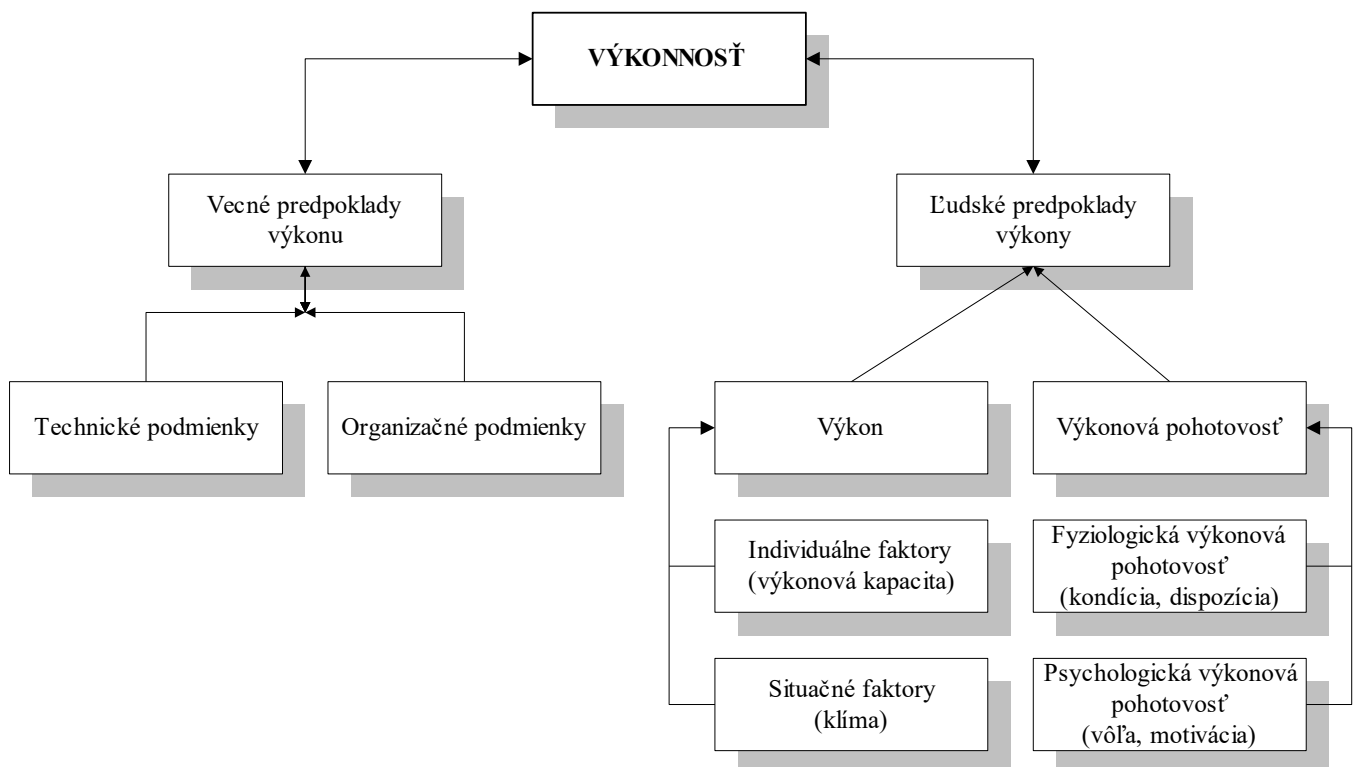 VÝKONNOSŤ
Vecné predpoklady
výkonu
Ľudské predpoklady
výkony
Technické podmienky
Organizačné podmienky
Výkon
Výkonová pohotovosť
Individuálne faktory
(výkonová kapacita)
Fyziologická výkonová
pohotovosť
(kondícia, dispozícia)
Situačné faktory
(klíma)
Psychologická výkonová
pohotovosť
(vôľa, motivácia)